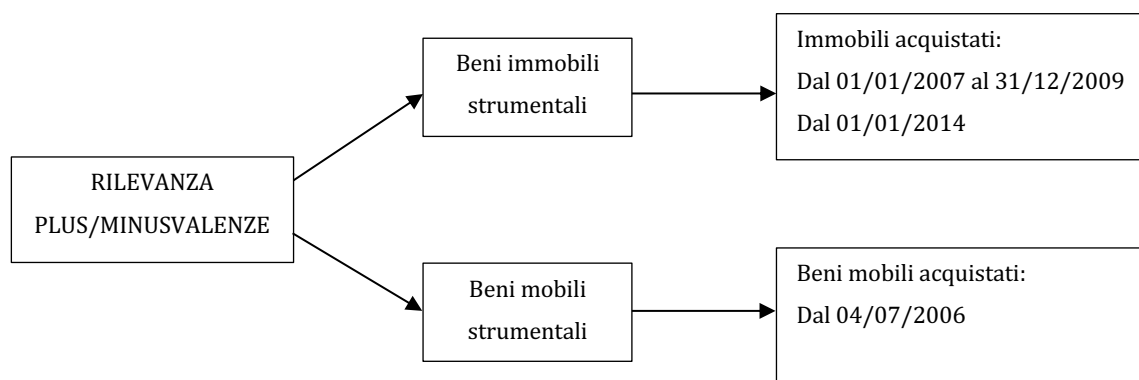 RILEVANZA
PLUS/MINUSVALENZE
Beni immobili
strumentali
Immobili acquistati:
Dal 01/01/2007 al 31/12/2009
Dal 01/01/2014
Beni mobili
strumentali
Beni mobili acquistati:
Dal 04/07/2006